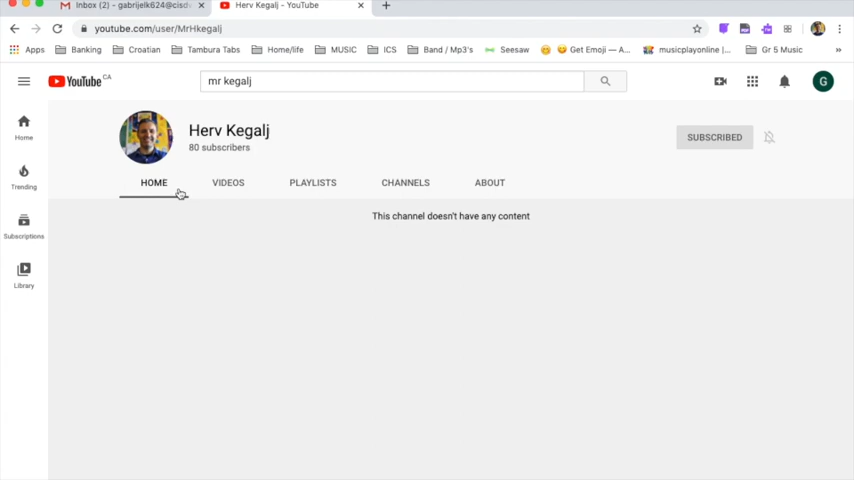 Inbox (2) - gabrijelk624@cisdv
Herv Kegalj - YouTube
youtube.com/user/MrHkegalj
Apps
Banking
Croatian
Tambura Tabs
Home/life
MUSIC
ICS
Band / Mp3's
Seesaw
Get Emoji — A...
musicplayonline |...
Gr 5 Music
»
YouTube CA
mr kegalj
G
Home
Trending
Subscriptions
Library
Herv Kegalj
80 subscribers
SUBSCRIBED
HOME
VIDEOS
PLAYLISTS
CHANNELS
ABOUT
This channel doesn't have any content